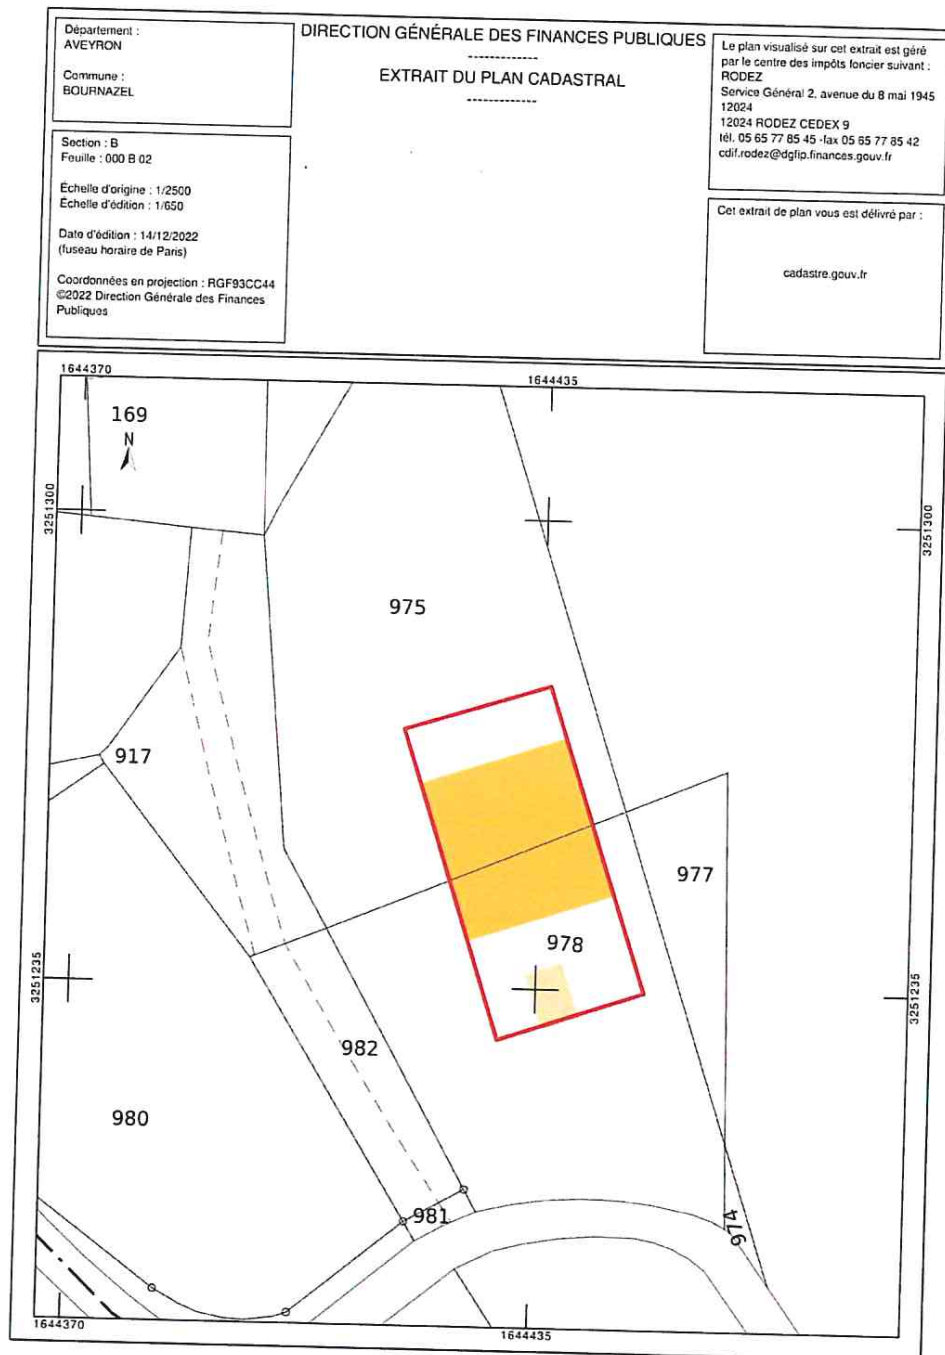 Département :
AVEYRON
Commune :
BOURNAZEL
Section : B
Feuille : 000 B 02
Échelle d'origine : 1/2500
Échelle d'édition : 1/650
Date d'édition : 14/12/2022
(fuseau horaire de Paris)
Coordonnées en projection : RGF93CC44
©2022 Direction Générale des Finances
Publiques
DIRECTION GÉNÉRALE DES FINANCES PUBLIQUES
-------------
EXTRAIT DU PLAN CADASTRAL
-------------
Le plan visualisé sur cet extrait est géré
par le centre des impôts foncier suivant :
RODEZ
Service Général 2, avenue du 8 mai 1945
12024
12024 RODEZ CEDEX 9
tél. 05 65 77 85 45 -fax 05 65 77 85 42
cdif.rodez@dgfip.finances.gouv.fr
Cet extrait de plan vous est délivré par :
cadastre.gouv.fr
1644370
1644435
169
N
3251300
3251300
975
917
977
978
3251235
3251235
982
980
981
974
1644370
1644435